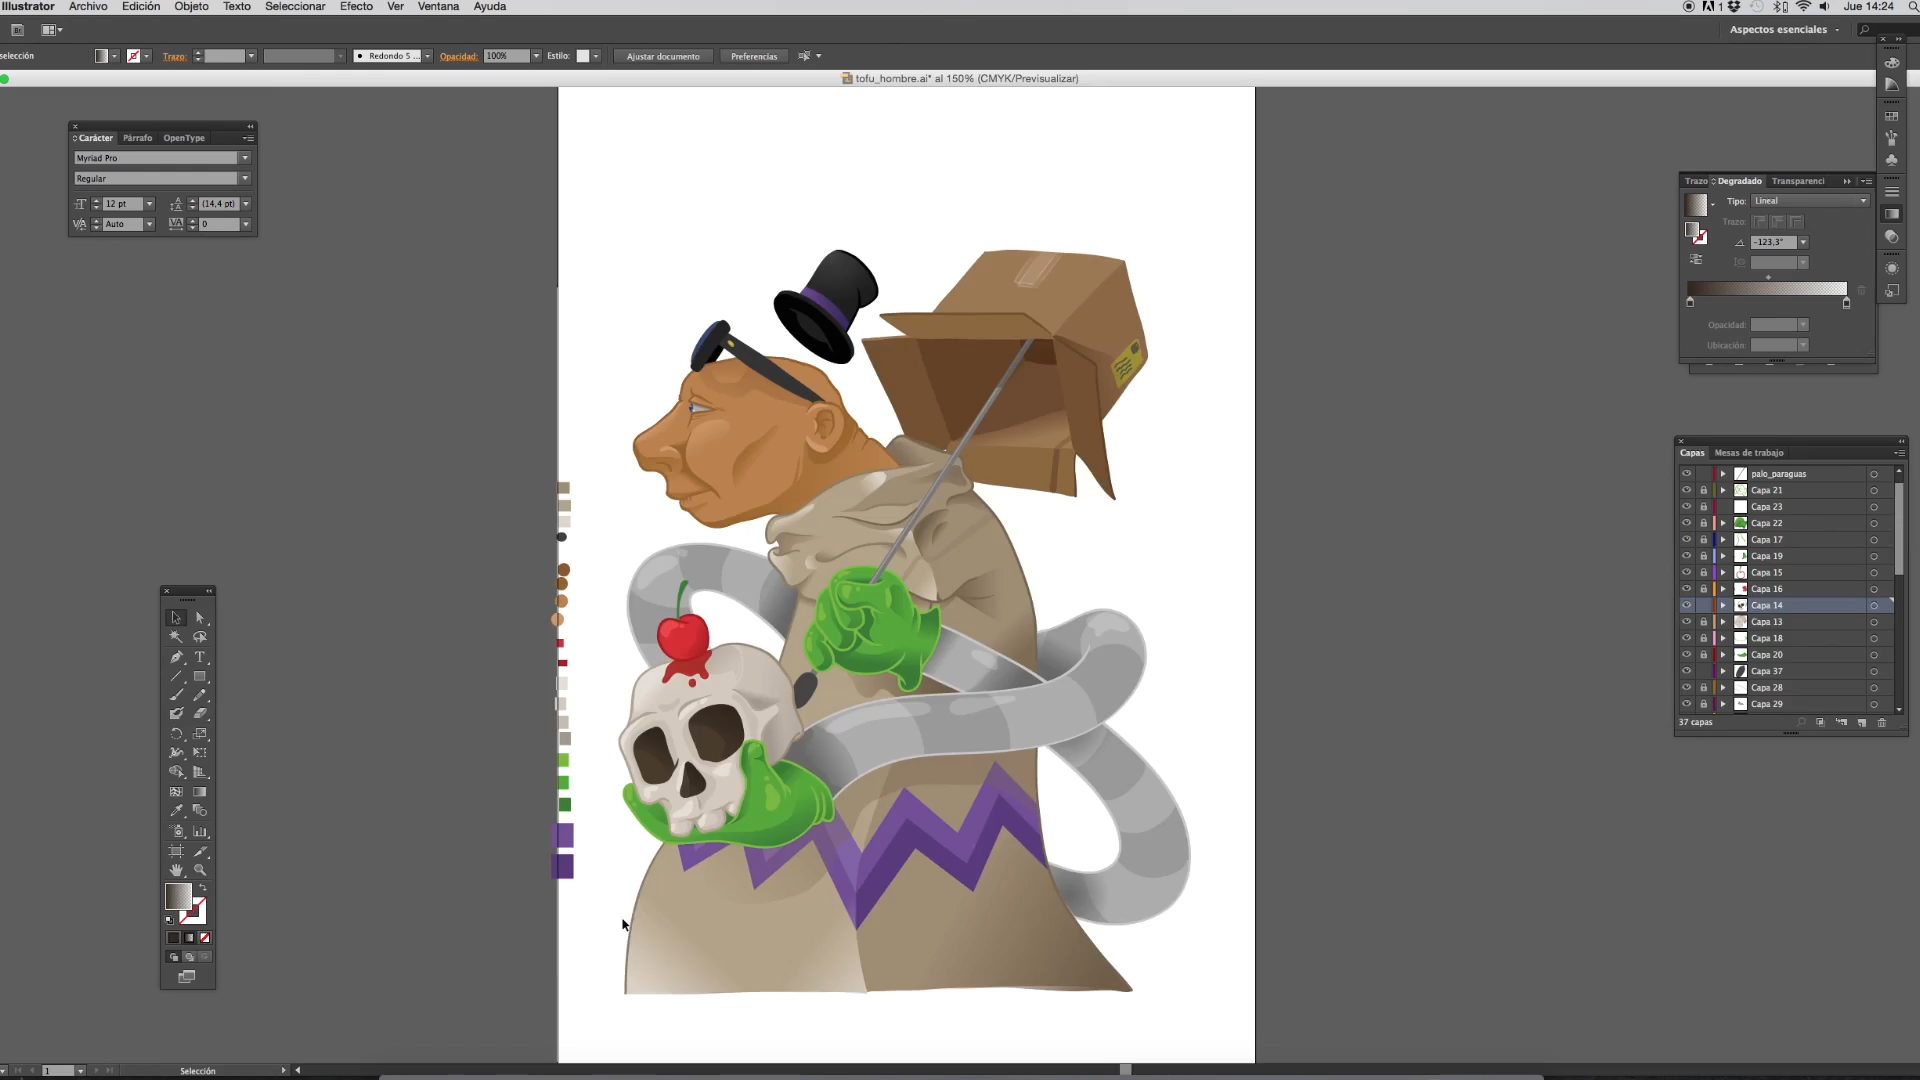 Illustrator Archivo Edición Objeto Texto Seleccionar Efecto Ver Ventana Ayuda 1 Jue 14:24
Br Aspectos esenciales
selección Trazo: Redondo 5 ... Opacidad: 100% Estilo: Ajustar documento Preferencias
tofu_hombre.ai* al 150% (CMYK/Previsualizar)
Carácter Párrafo OpenType
Myriad Pro
Regular
12 pt (14,4 pt)
Auto 0
Trazo Degradado Transparenci
Tipo: Lineal
Trazo:
-123,3°
Opacidad:
Ubicación:
Capas Mesas de trabajo
palo_paraguas
Capa 21
Capa 23
Capa 22
Capa 17
Capa 19
Capa 15
Capa 16
Capa 14
Capa 13
Capa 18
Capa 20
Capa 37
Capa 28
Capa 29
37 capas
1 Selección